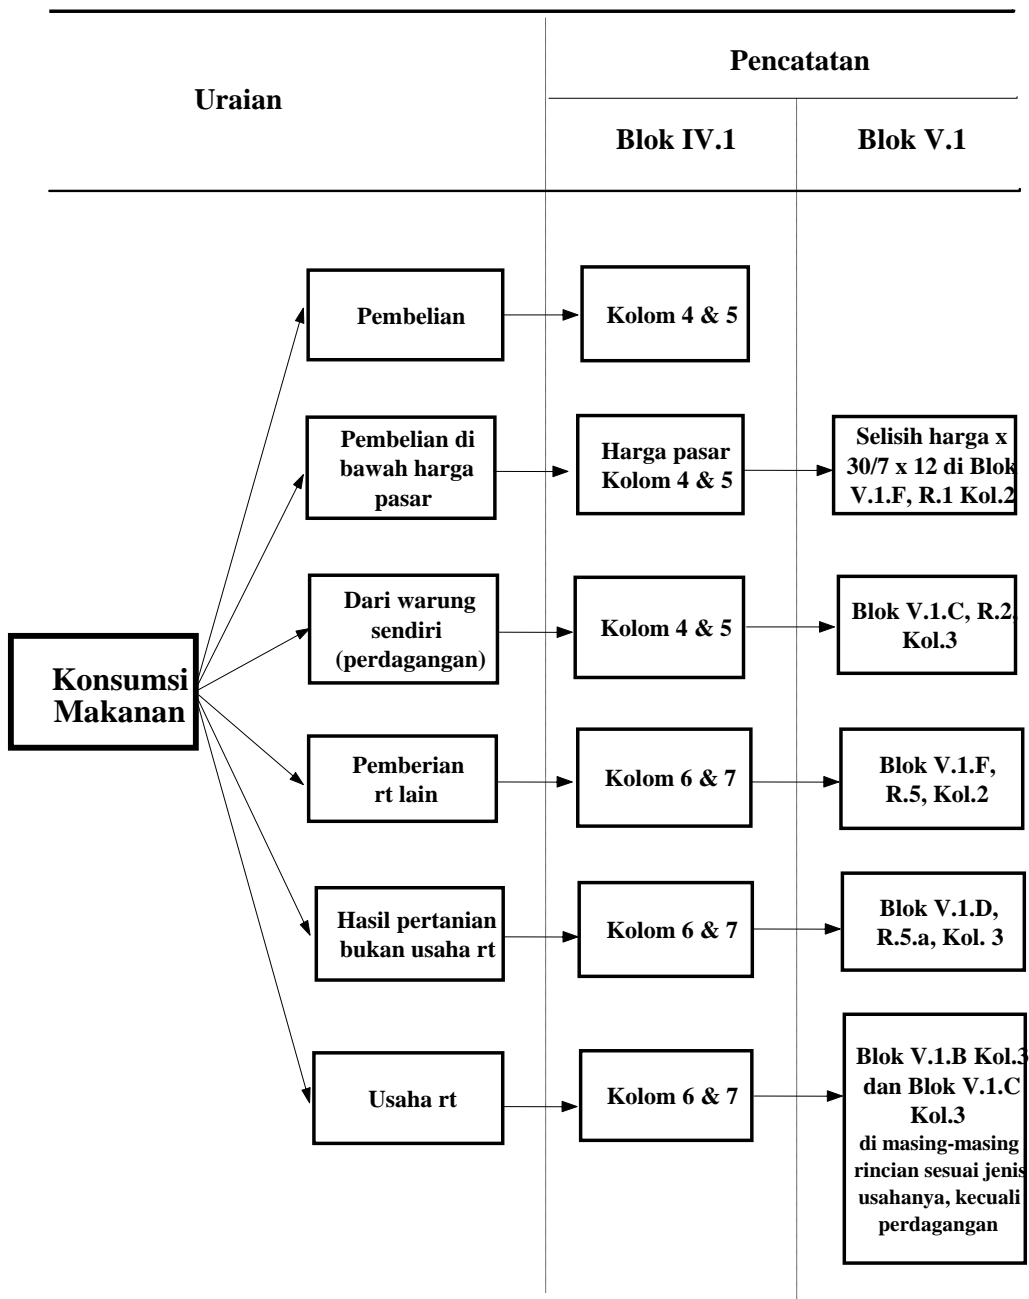 Uraian
Pencatatan
Blok IV.1
Blok V.1
Konsumsi
Makanan
Pembelian
Kolom 4 & 5
Pembelian di
bawah harga
pasar
Harga pasar
Kolom 4 & 5
Selisih harga x
30/7 x 12 di Blok
V.1.F, R.1 Kol.2
Dari warung
sendiri
(perdagangan)
Kolom 4 & 5
Blok V.1.C, R.2,
Kol.3
Pemberian
rt lain
Kolom 6 & 7
Blok V.1.F,
R.5, Kol.2
Hasil pertanian
bukan usaha rt
Kolom 6 & 7
Blok V.1.D,
R.5.a, Kol. 3
Usaha rt
Kolom 6 & 7
Blok V.1.B Kol.3
dan Blok V.1.C
Kol.3
di masing-masing
rincian sesuai jenis
usahanya, kecuali
perdagangan